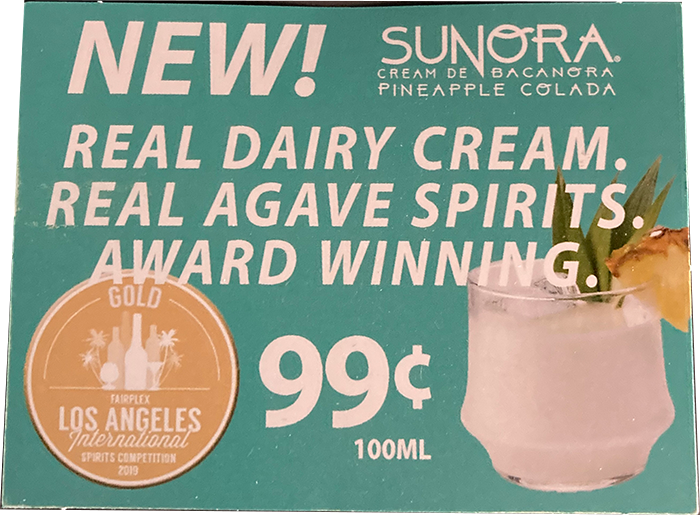 NEW!
SUNORA®
CREAM DE BACANORA
PINEAPPLE COLADA
REAL DAIRY CREAM.
REAL AGAVE SPIRITS.
AWARD WINNING.
GOLD
FAIRPLEX
LOS ANGELES
International
SPIRITS COMPETITION
2019
99¢
100ML